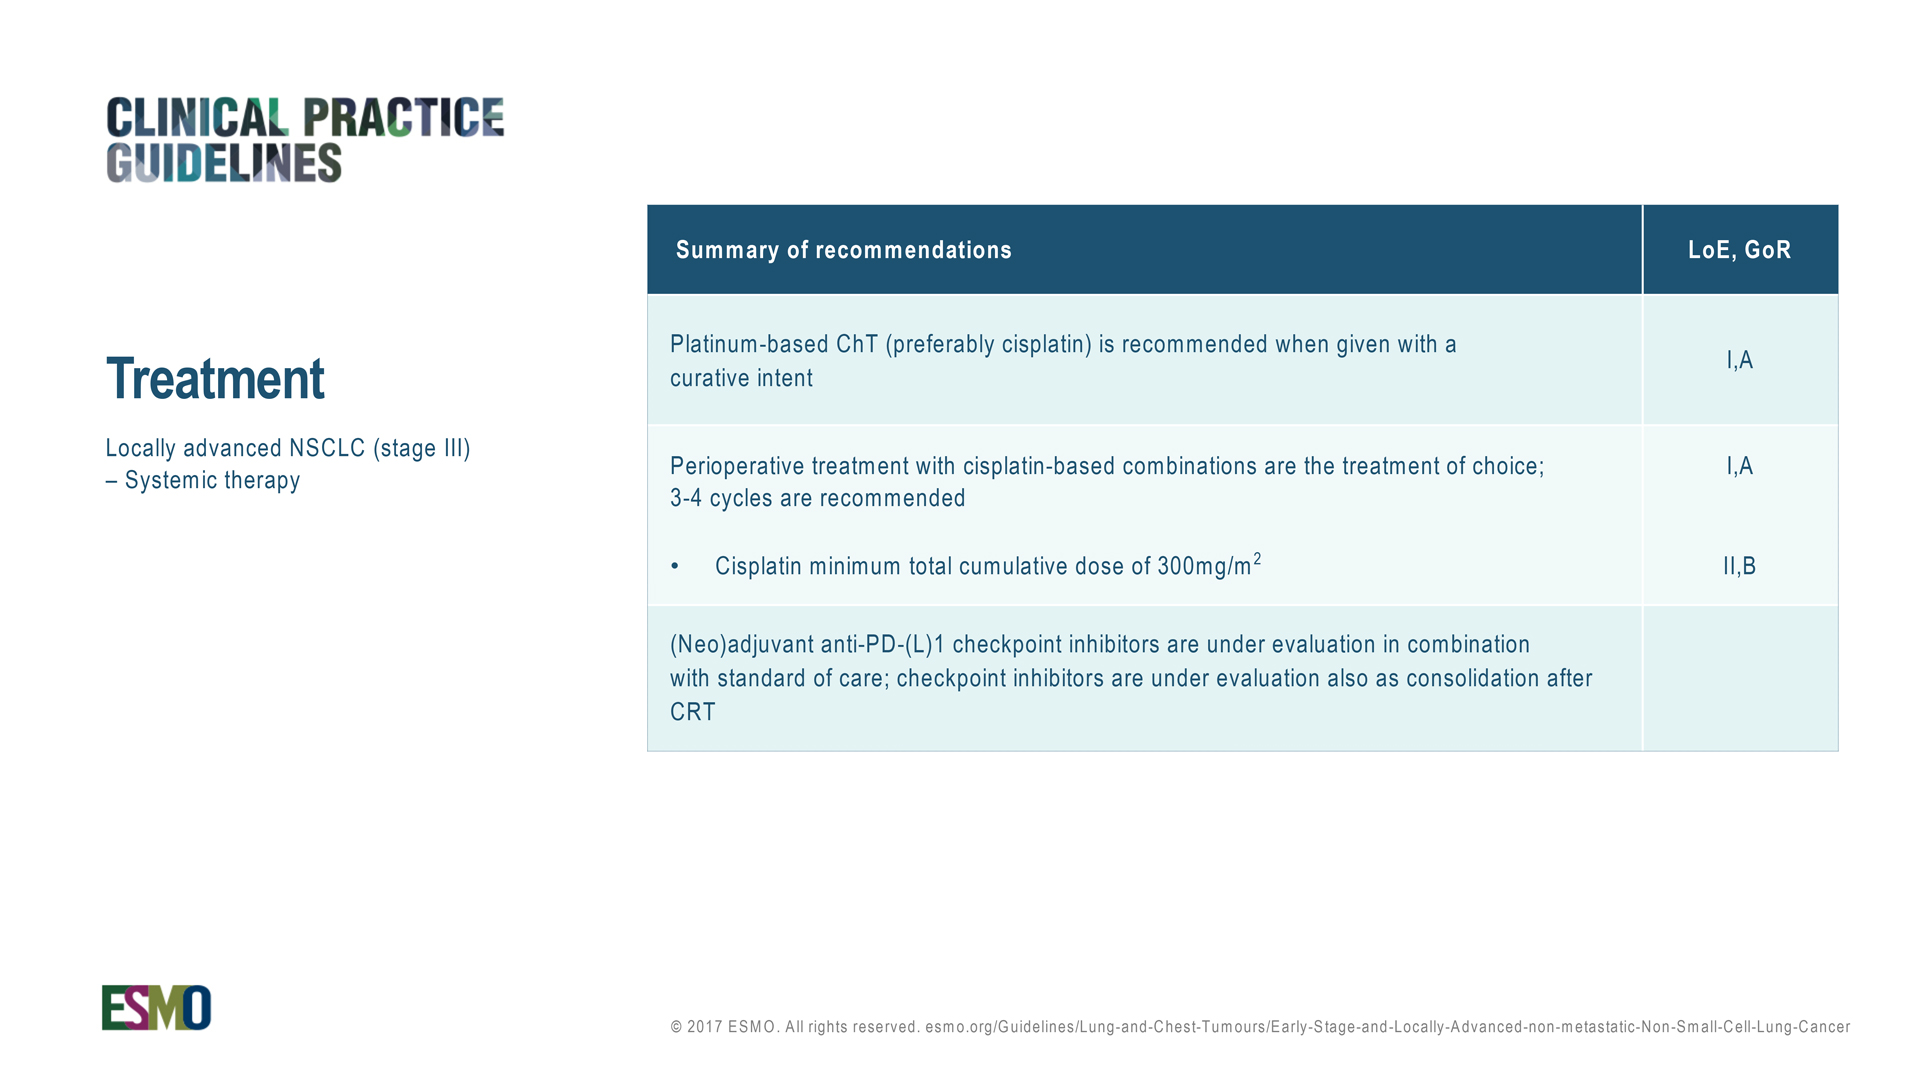 CLINICAL PRACTICE
GUIDELINES
Treatment
Locally advanced NSCLC (stage III)
– Systemic therapy
Summary of recommendations
LoE, GoR
Platinum-based ChT (preferably cisplatin) is recommended when given with a
curative intent
I,A
Perioperative treatment with cisplatin-based combinations are the treatment of choice;
3-4 cycles are recommended
I,A
• Cisplatin minimum total cumulative dose of 300mg/m²
II,B
(Neo)adjuvant anti-PD-(L)1 checkpoint inhibitors are under evaluation in combination
with standard of care; checkpoint inhibitors are under evaluation also as consolidation after
CRT
ESMO
© 2017 ESMO. All rights reserved. esmo.org/Guidelines/Lung-and-Chest-Tumours/Early-Stage-and-Locally-Advanced-non-metastatic-Non-Small-Cell-Lung-Cancer